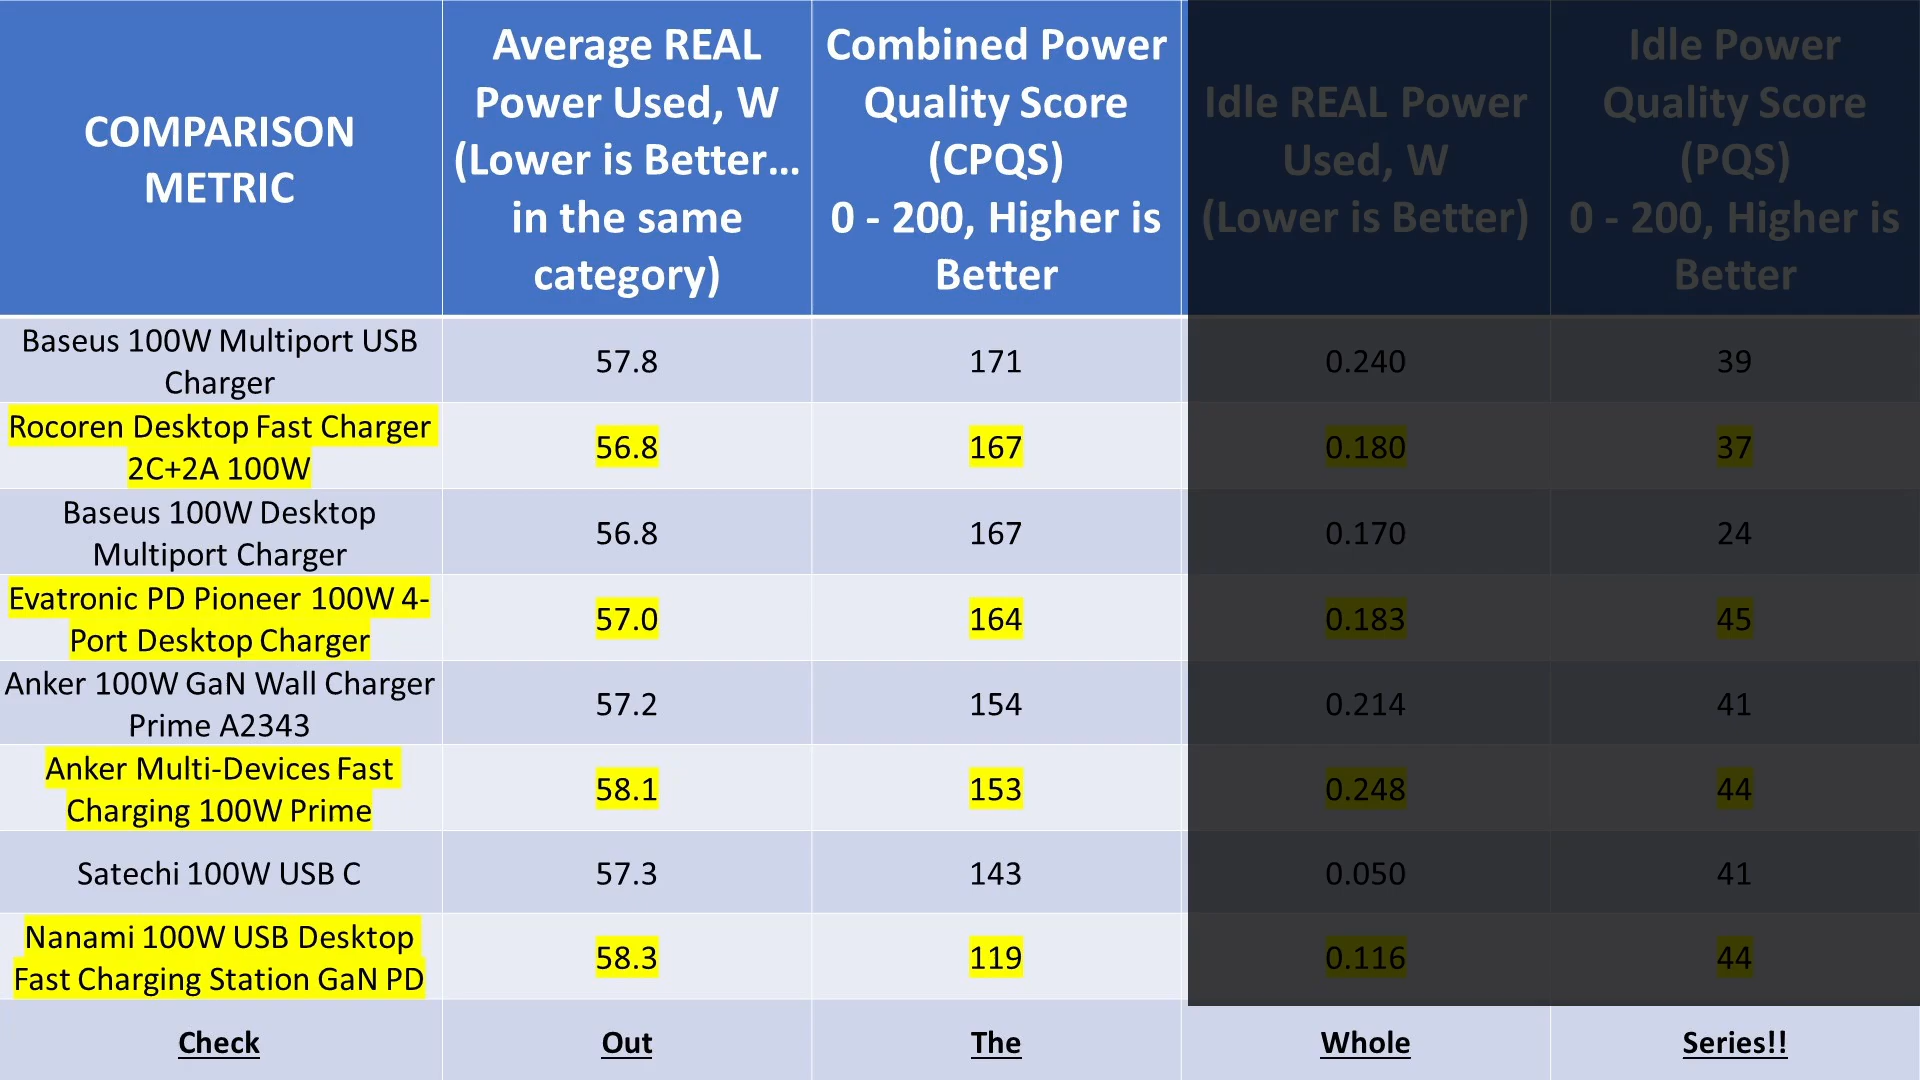 COMPARISON
METRIC
Average REAL
Power Used, W
(Lower is Better…
in the same
category)
Combined Power
Quality Score
(CPQS)
0 - 200, Higher is
Better
Idle REAL Power
Used, W
(Lower is Better)
Idle Power
Quality Score
(PQS)
0 - 200, Higher is
Better
Baseus 100W Multiport USB
Charger
57.8
171
0.240
39
Rocoren Desktop Fast Charger
2C+2A 100W
56.8
167
0.180
37
Baseus 100W Desktop
Multiport Charger
56.8
167
0.170
24
Evatronic PD Pioneer 100W 4-
Port Desktop Charger
57.0
164
0.183
45
Anker 100W GaN Wall Charger
Prime A2343
57.2
154
0.214
41
Anker Multi-Devices Fast
Charging 100W Prime
58.1
153
0.248
44
Satechi 100W USB C
57.3
143
0.050
41
Nanami 100W USB Desktop
Fast Charging Station GaN PD
58.3
119
0.116
44
Check
Out
The
Whole
Series!!